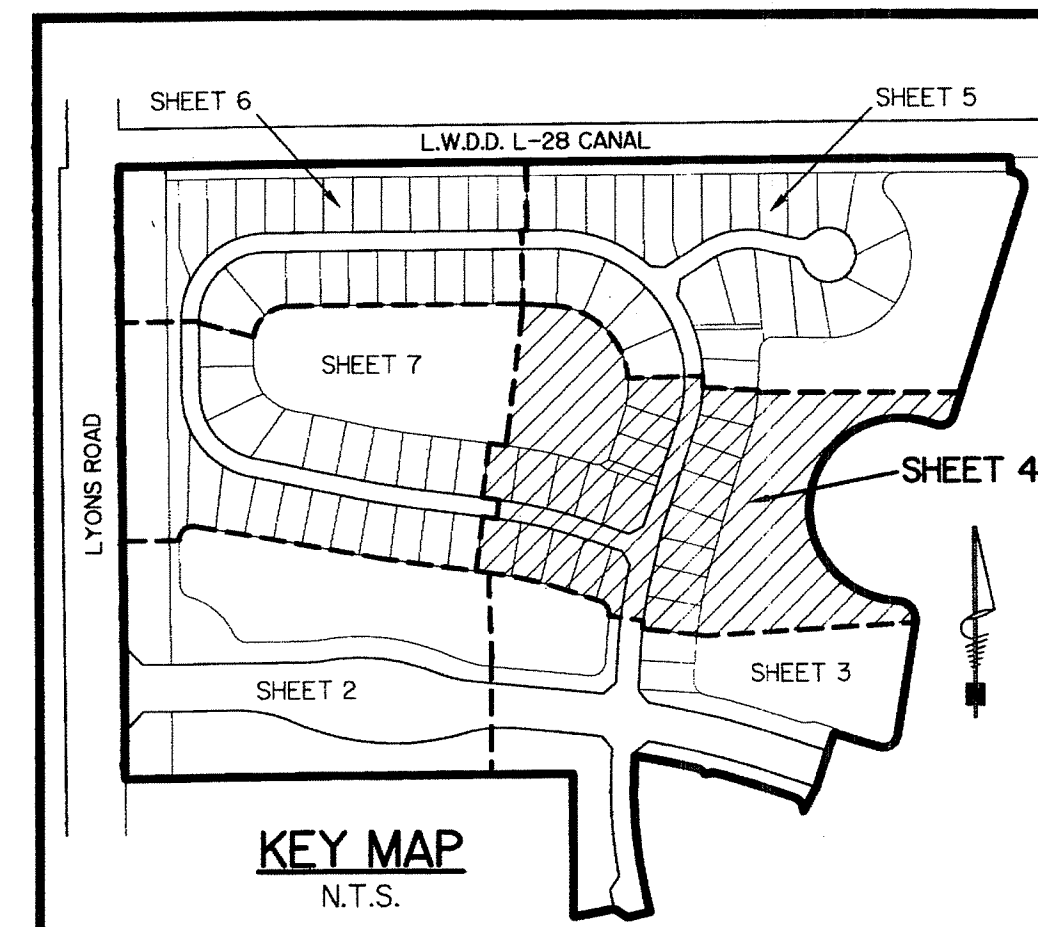 SHEET 6
SHEET 5
L.W.D.D. L-28 CANAL
SHEET 7
LYONS ROAD
SHEET 4
SHEET 3
SHEET 2
KEY MAP
N.T.S.